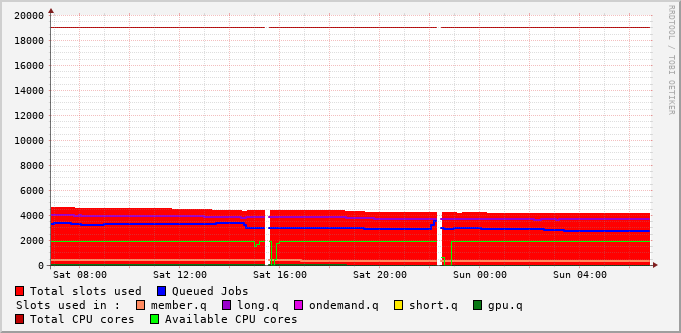 20000
18000
16000
14000
12000
10000
8000
6000
4000
2000
0
Sat 08:00 Sat 12:00 Sat 16:00 Sat 20:00 Sun 00:00 Sun 04:00
Total slots used Queued Jobs
Slots used in : member.q long.q ondemand.q short.q gpu.q
Total CPU cores Available CPU cores
RRDTOOL / TOBI OETIKER